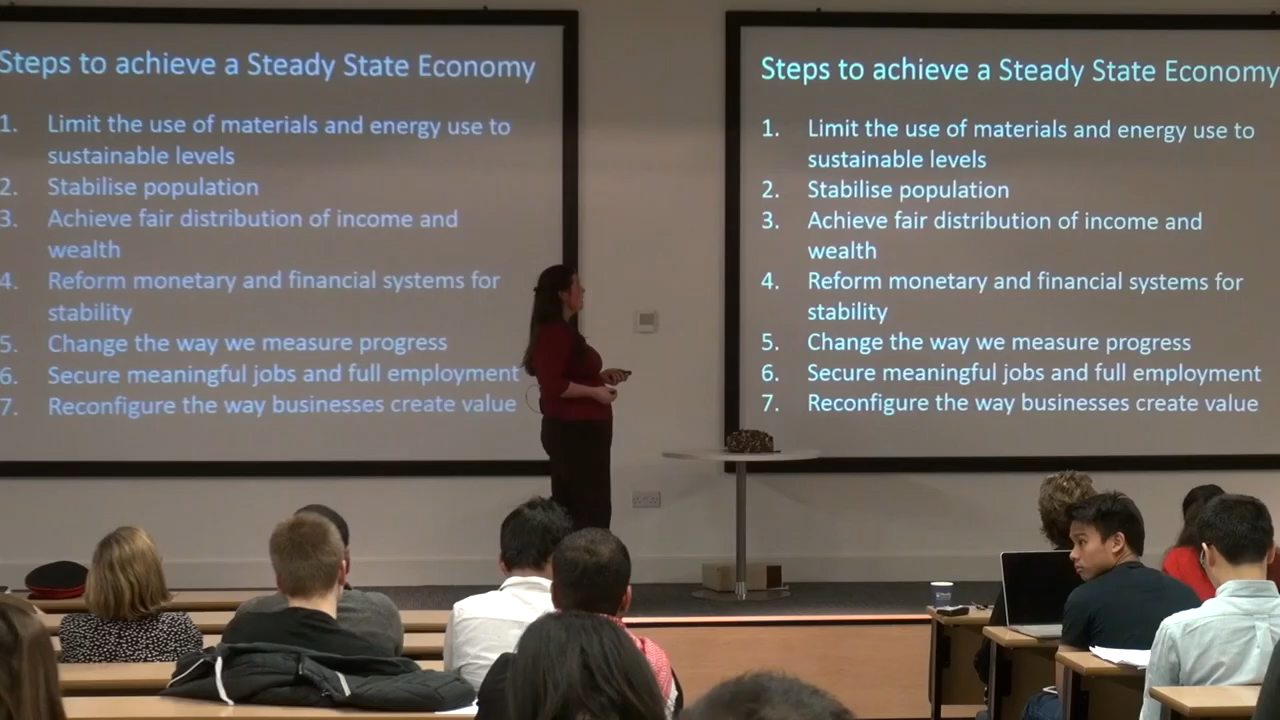 Steps to achieve a Steady State Economy
1. Limit the use of materials and energy use to
sustainable levels
2. Stabilise population
3. Achieve fair distribution of income and
wealth
4. Reform monetary and financial systems for
stability
5. Change the way we measure progress
6. Secure meaningful jobs and full employment
7. Reconfigure the way businesses create value
Steps to achieve a Steady State Economy
1. Limit the use of materials and energy use to
sustainable levels
2. Stabilise population
3. Achieve fair distribution of income and
wealth
4. Reform monetary and financial systems for
stability
5. Change the way we measure progress
6. Secure meaningful jobs and full employment
7. Reconfigure the way businesses create value